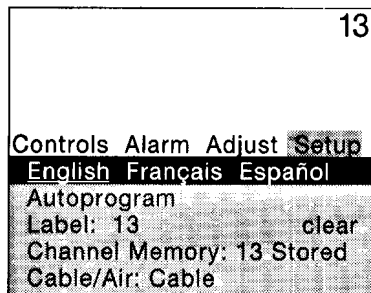 13
Controls Alarm Adjust Setup
English Français Español
Autoprogram
Label: 13 clear
Channel Memory: 13 Stored
Cable/Air: Cable